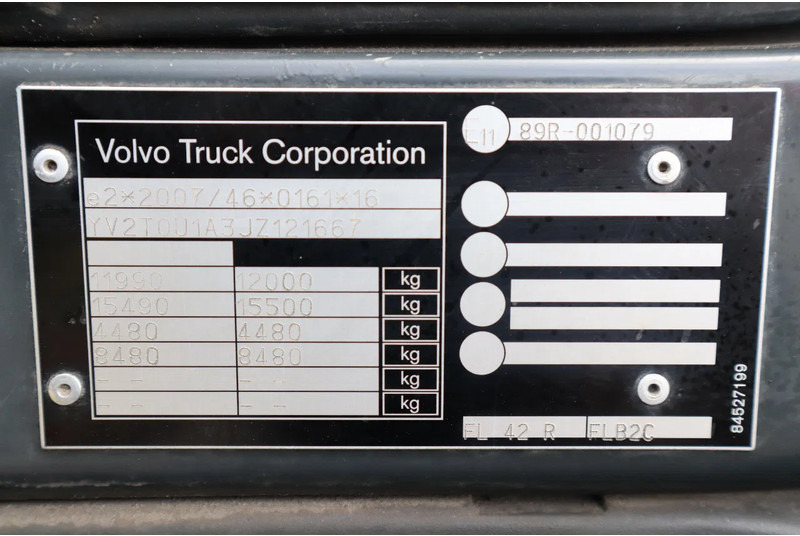 Volvo Truck Corporation
e2*2007/46*0161*16
YV2T0U1A3JZ121667
11990 12000 kg
15490 15500 kg
4480 4480 kg
8480 8480 kg
- - - - kg
- - - - kg
E11 89R-001079
FL 42 R FLB2C
84527199